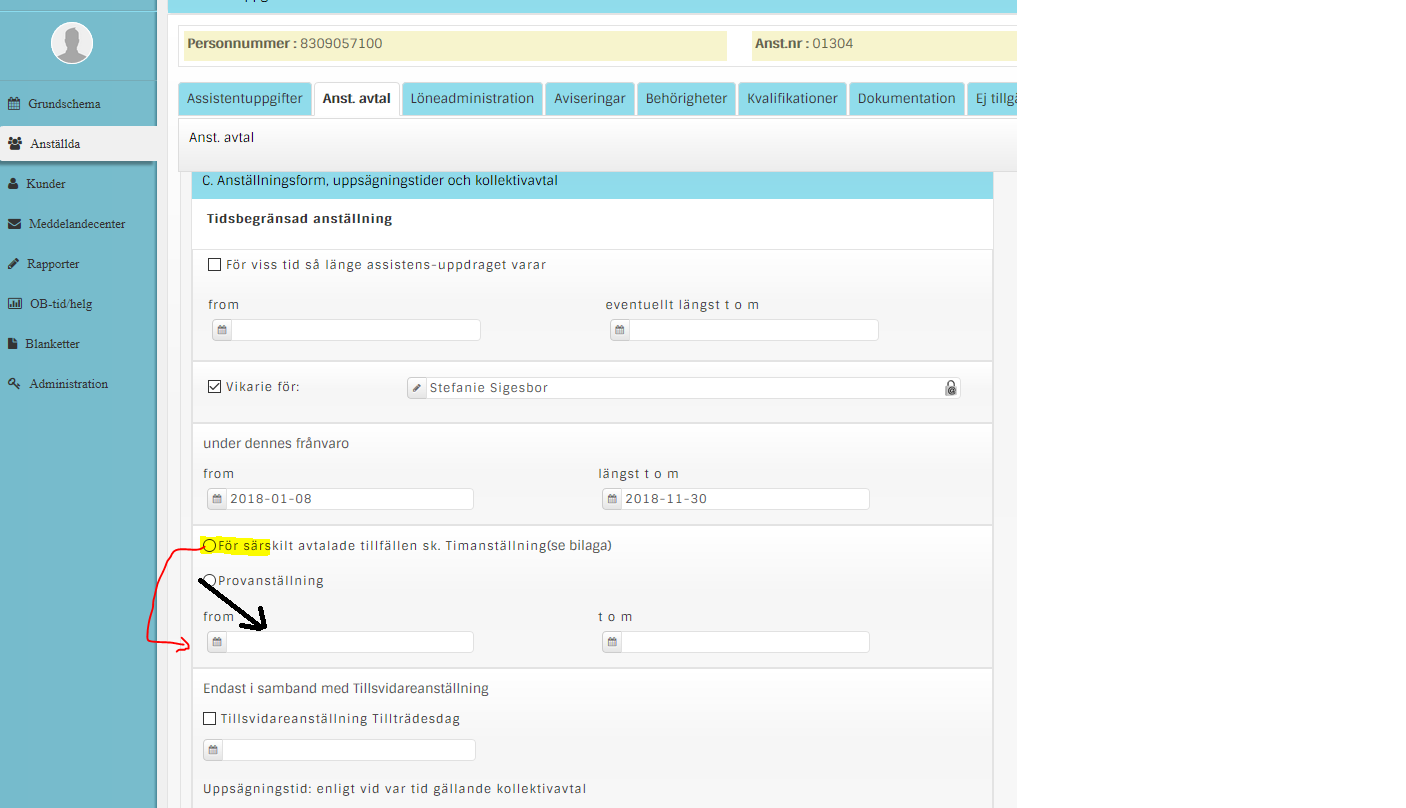 Personnummer : 8309057100
Anst.nr : 01304
Grundschema
Anställda
Kunder
Meddelandecenter
Rapporter
OB-tid/helg
Blanketter
Administration
Assistentuppgifter
Anst. avtal
Löneadministration
Aviseringar
Behörigheter
Kvalifikationer
Dokumentation
Ej tillgä
Anst. avtal
C. Anställningsform, uppsägningstider och kollektivavtal
Tidsbegränsad anställning
För viss tid så länge assistens-uppdraget varar
from
eventuellt längst t o m
Vikarie för:
Stefanie Sigesbor
under dennes frånvaro
from
längst t o m
2018-01-08
2018-11-30
För särskilt avtalade tillfällen sk. Timanställning(se bilaga)
Provanställning
from
t o m
Endast i samband med Tillsvidareanställning
Tillsvidareanställning Tillträdesdag
Uppsägningstid: enligt vid var tid gällande kollektivavtal